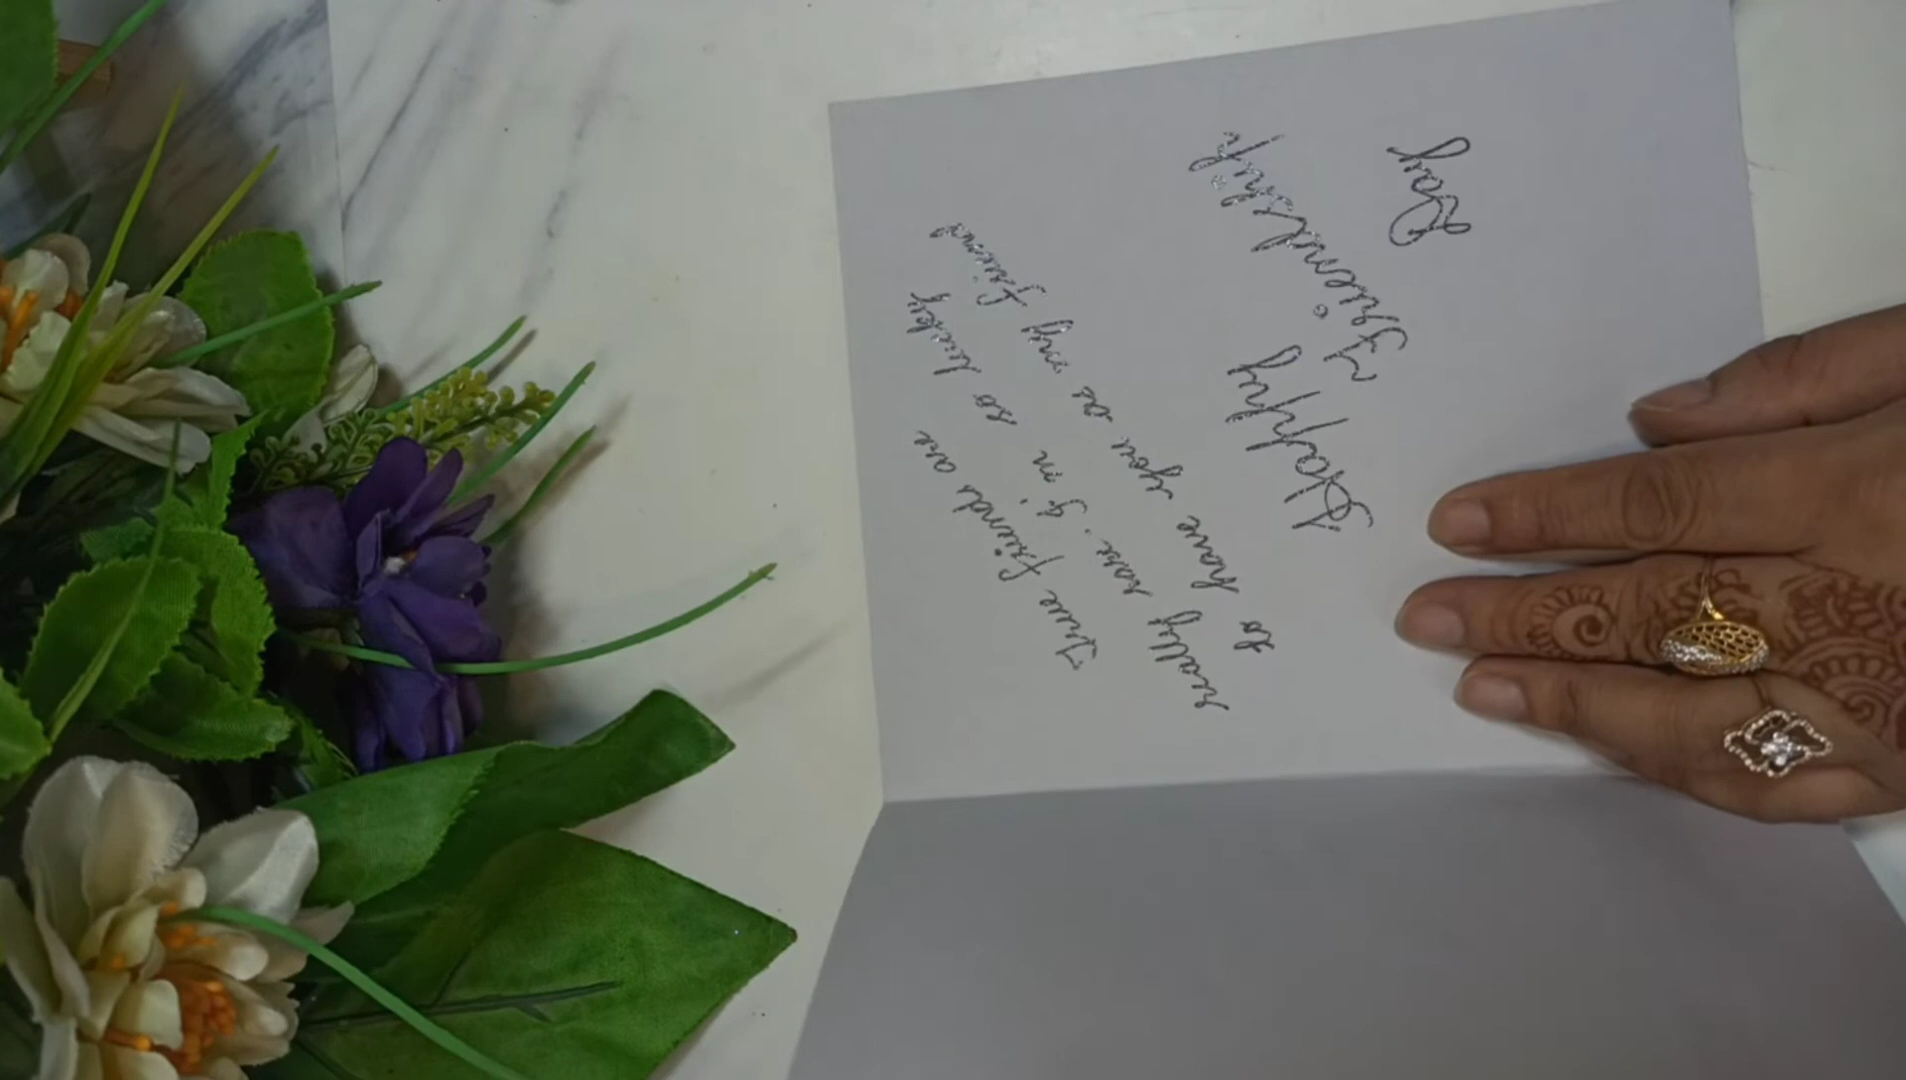 True friends are
really rare. I'm so lucky
to have you as my friend
Happy
Friendship
Day